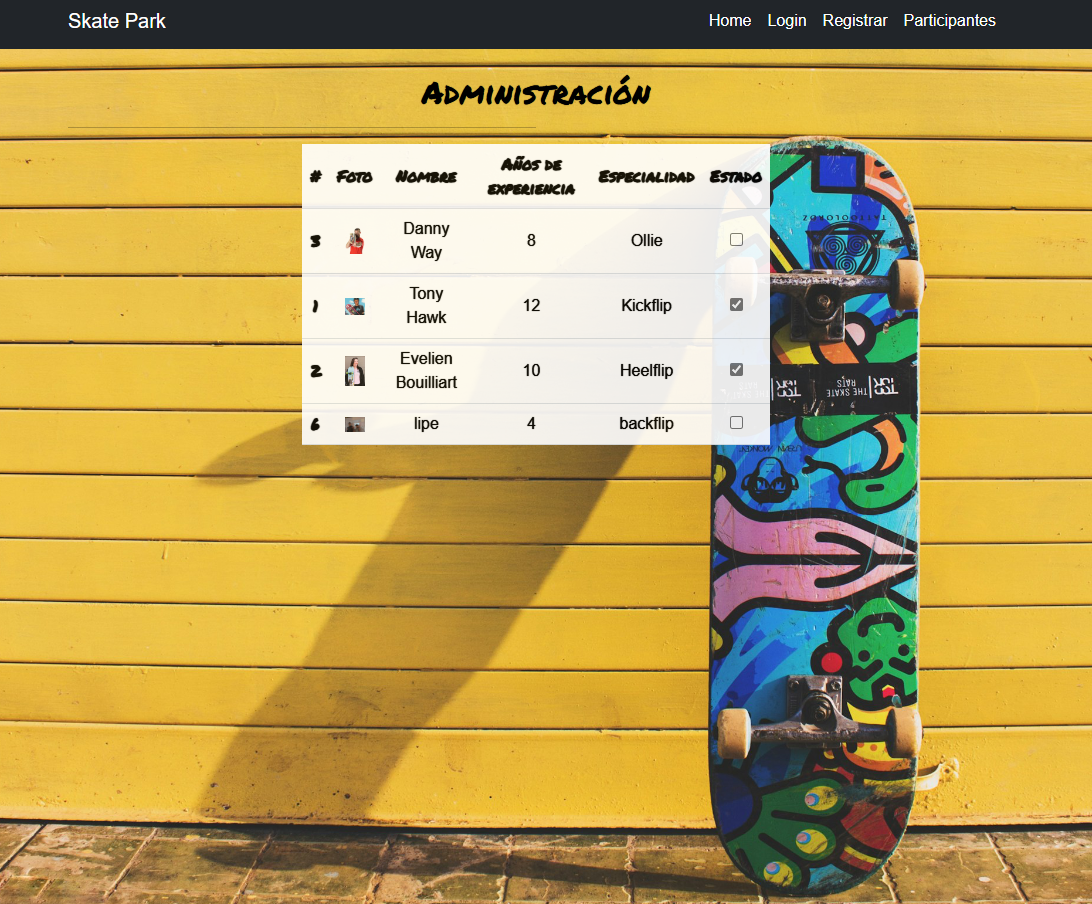 Skate Park Home Login Registrar Participantes
Administración
# Foto Nombre Años de experiencia Especialidad Estado
3 Danny Way 8 Ollie
1 Tony Hawk 12 Kickflip
2 Evelien Bouilliart 10 Heelflip
6 lipe 4 backflip
TATTOOLORDZ
THE SKATE
RATS